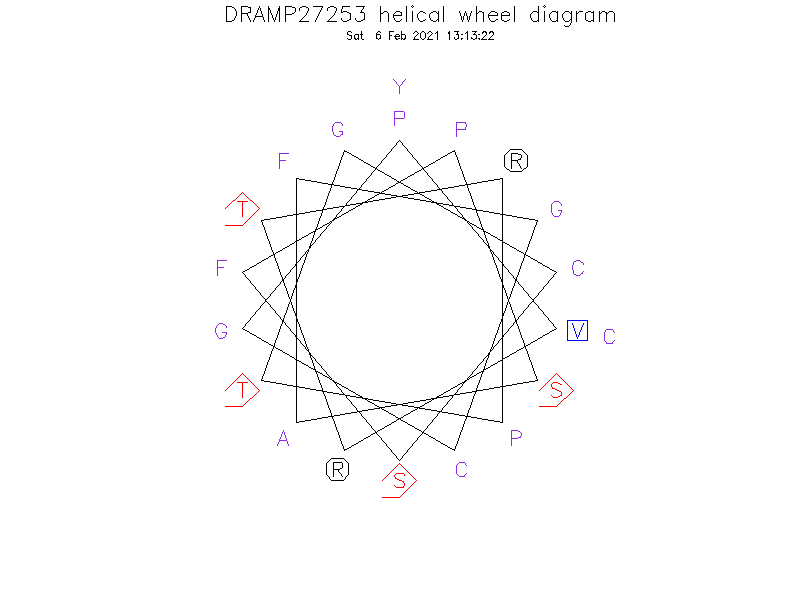 DRAMP27253 helical wheel diagram
Sat 6 Feb 2021 13:13:22
Y
P
G P
F R
T G
F C
G V C
T S
A P
R C
S